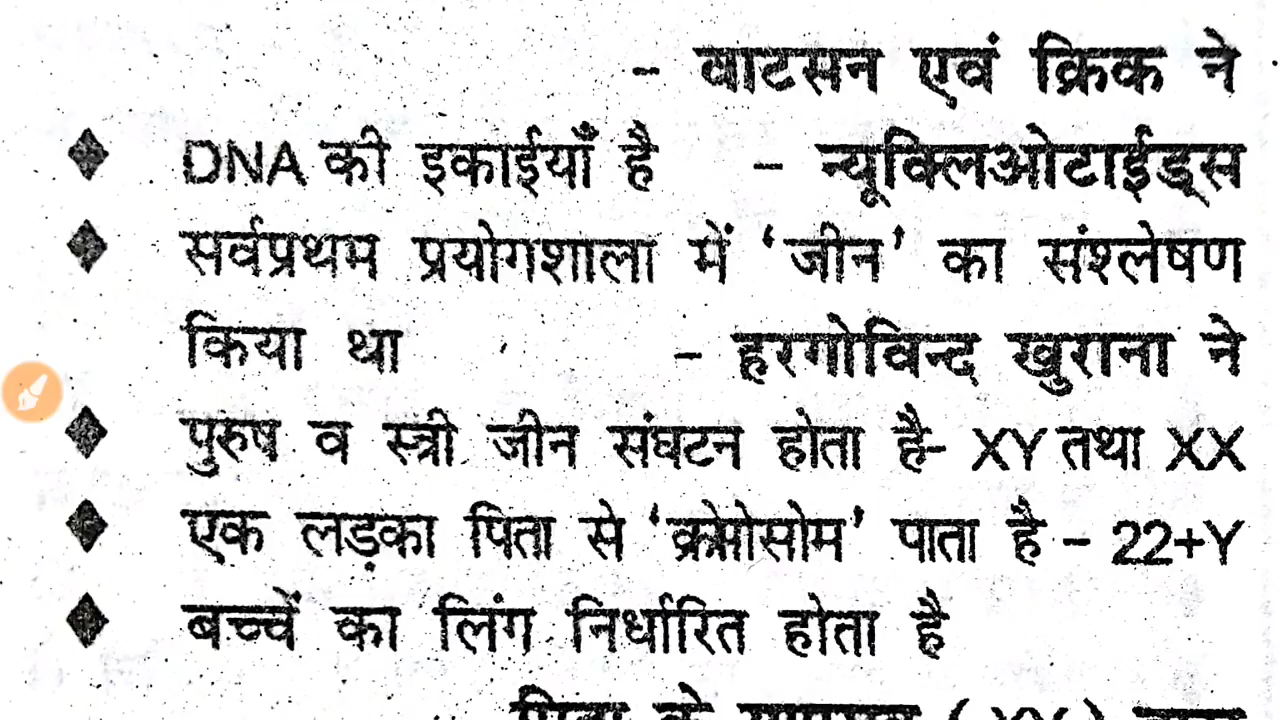 - वाटसन एवं क्रिक ने
◆ DNA की इकाईयाँ है - न्यूक्लिओटाईड्स
◆ सर्वप्रथम प्रयोगशाला में ‘जीन’ का संश्लेषण
किया था - हरगोविन्द खुराना ने
◆ पुरुष व स्त्री जीन संघटन होता है- XY तथा XX
◆ एक लड़का पिता से ‘क्रोमोसोम’ पाता है - 22+Y
◆ बच्चें का लिंग निर्धारित होता है